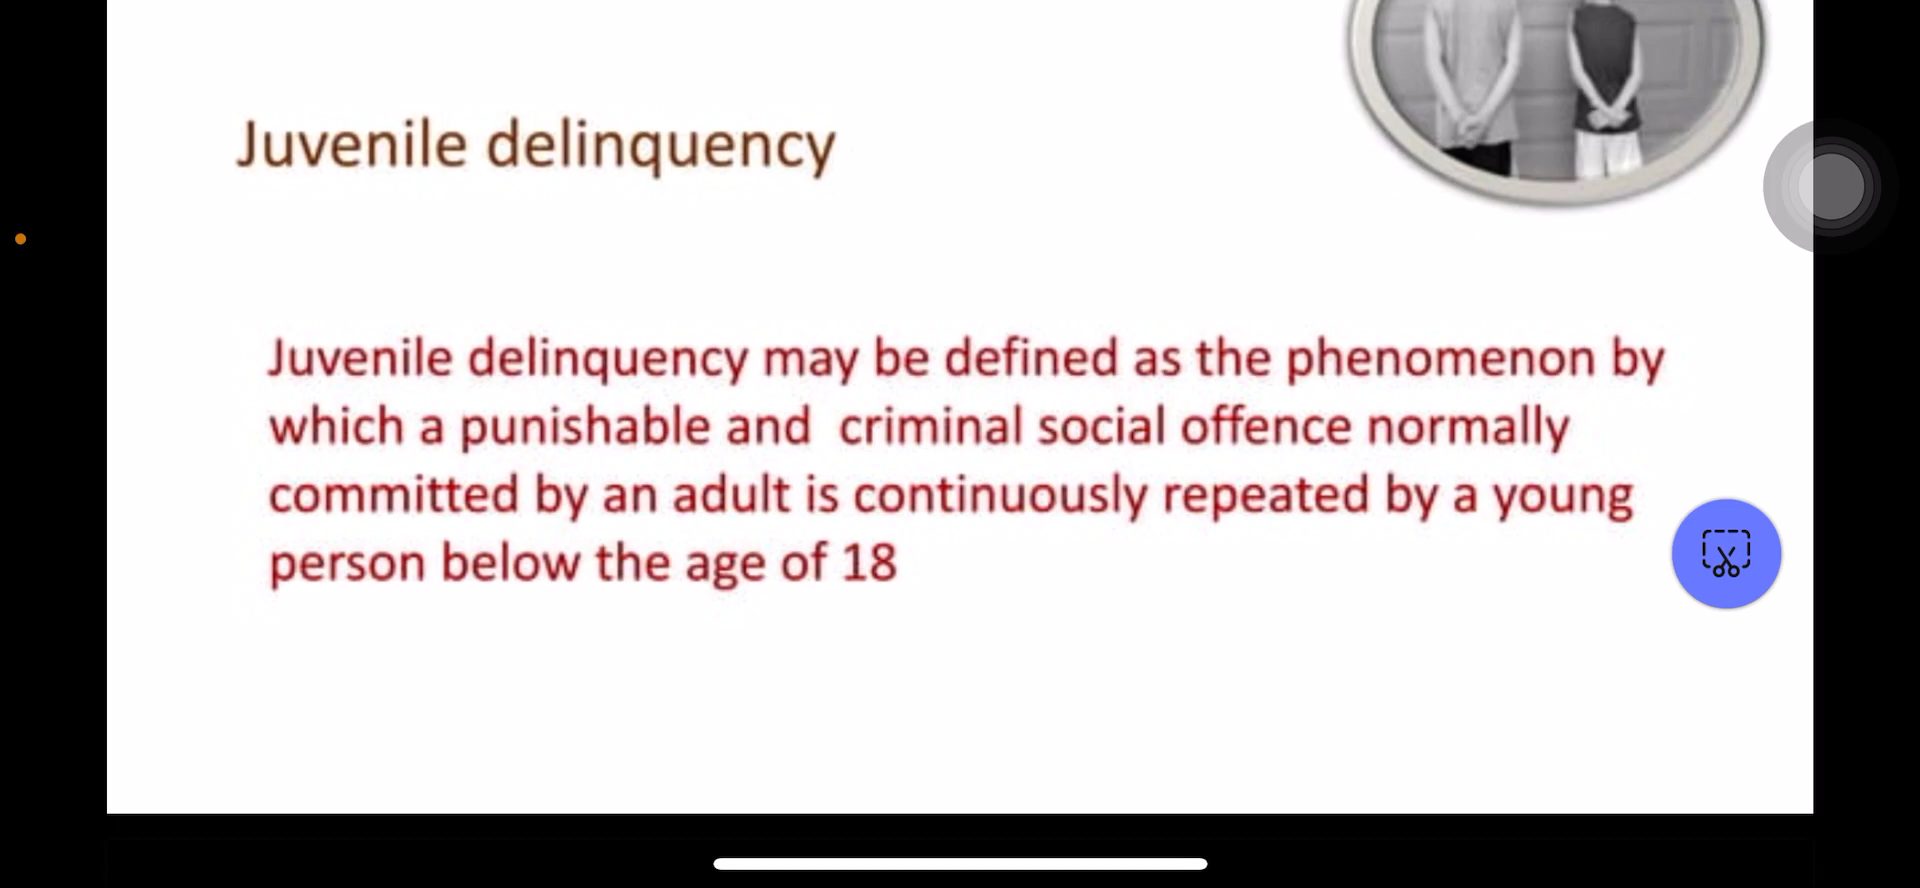 Juvenile delinquency
Juvenile delinquency may be defined as the phenomenon by
which a punishable and  criminal social offence normally
committed by an adult is continuously repeated by a young
person below the age of 18